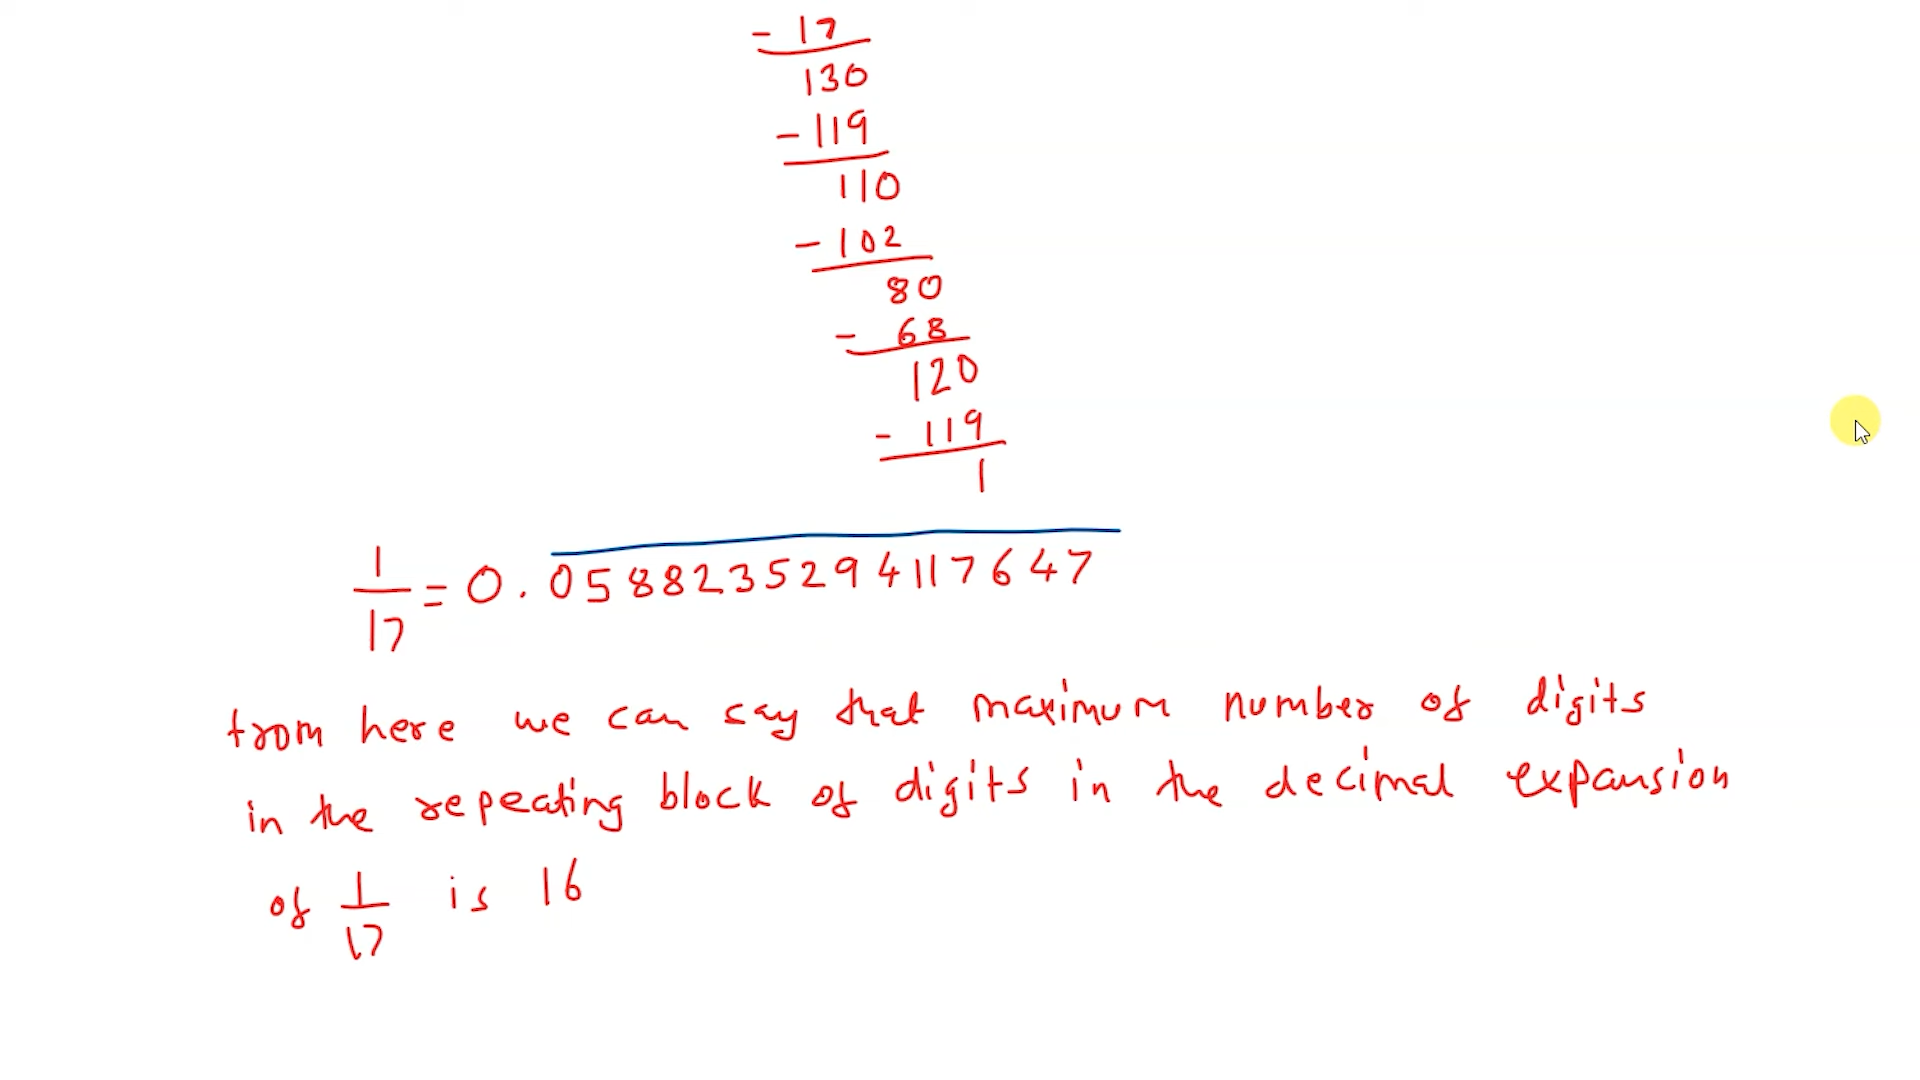 - 17
130
- 119
110
- 102
80
- 68
120
- 119
1
1/17 = 0.0588235294117647
from here we can say that maximum number of digits
in the repeating block of digits in the decimal expansion
of 1/17 is 16